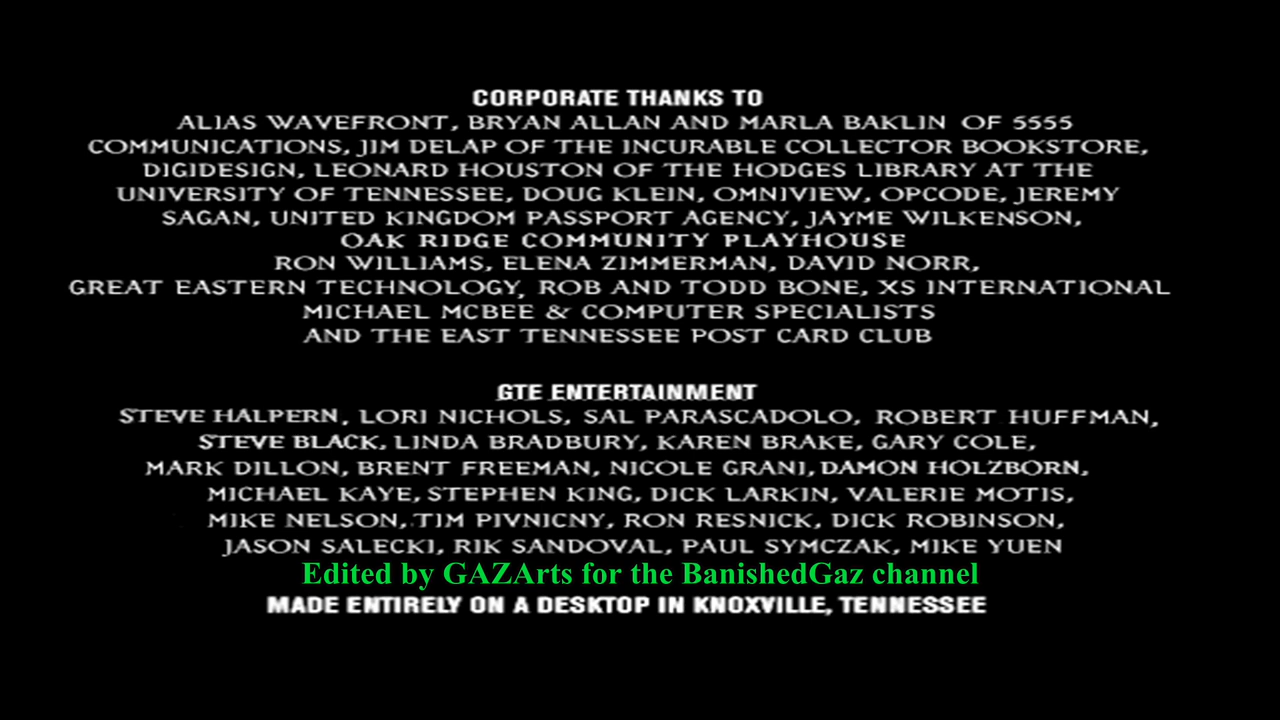 CORPORATE THANKS TO
ALIAS WAVEFRONT, BRYAN ALLAN AND MARLA BAKLIN OF 5555
COMMUNICATIONS, JIM DELAP OF THE INCURABLE COLLECTOR BOOKSTORE,
DIGIDESIGN, LEONARD HOUSTON OF THE HODGES LIBRARY AT THE
UNIVERSITY OF TENNESSEE, DOUG KLEIN, OMNIVIEW, OPCODE, JEREMY
SAGAN, UNITED KINGDOM PASSPORT AGENCY, JAYME WILKENSON,
OAK RIDGE COMMUNITY PLAYHOUSE
RON WILLIAMS, ELENA ZIMMERMAN, DAVID NORR,
GREAT EASTERN TECHNOLOGY, ROB AND TODD BONE, XS INTERNATIONAL
MICHAEL MCBEE & COMPUTER SPECIALISTS
AND THE EAST TENNESSEE POST CARD CLUB
GTE ENTERTAINMENT
STEVE HALPERN, LORI NICHOLS, SAL PARASCADOLO, ROBERT HUFFMAN,
STEVE BLACK, LINDA BRADBURY, KAREN BRAKE, GARY COLE,
MARK DILLON, BRENT FREEMAN, NICOLE GRANI, DAMON HOLZBORN,
MICHAEL KAYE, STEPHEN KING, DICK LARKIN, VALERIE MOTIS,
MIKE NELSON, TIM PIVNICNY, RON RESNICK, DICK ROBINSON,
JASON SALECKI, RIK SANDOVAL, PAUL SYMCZAK, MIKE YUEN
Edited by GAZArts for the BanishedGaz channel
MADE ENTIRELY ON A DESKTOP IN KNOXVILLE, TENNESSEE